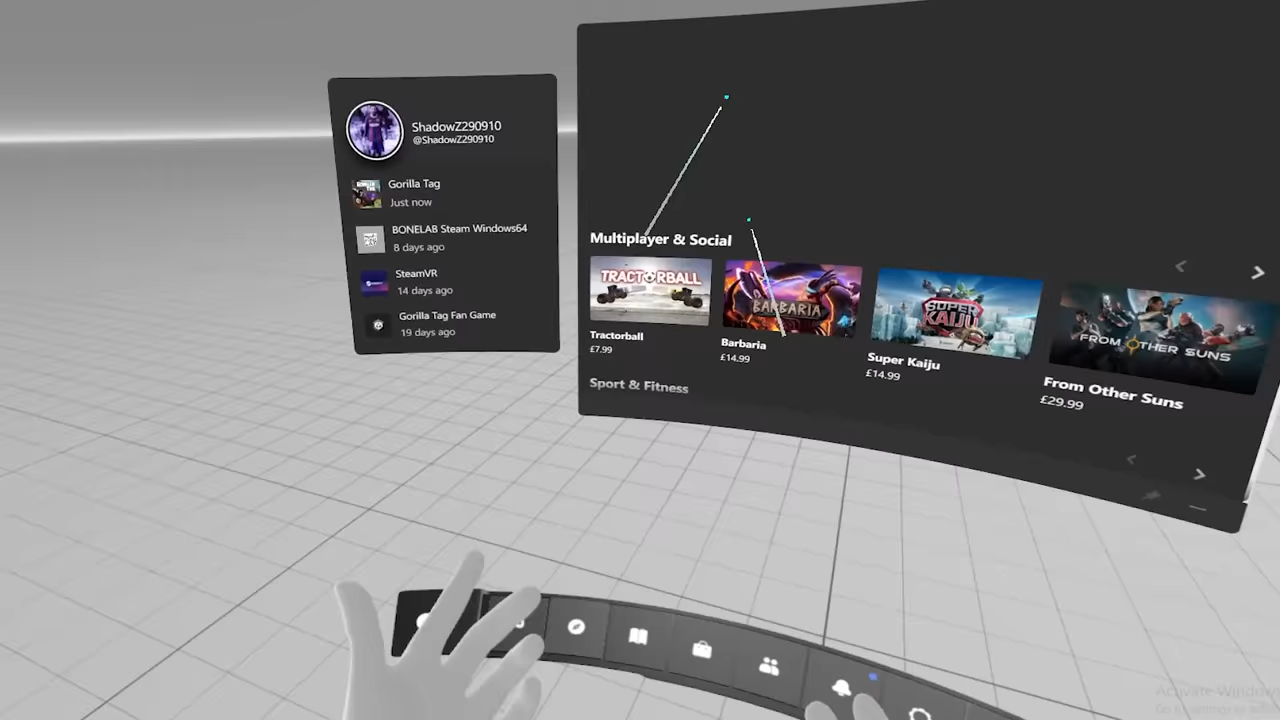 ShadowZ290910
@ShadowZ290910
Gorilla Tag
Just now
BONELAB Steam Windows64
8 days ago
SteamVR
14 days ago
Gorilla Tag Fan Game
19 days ago
Multiplayer & Social
TRACTORBALL
Tractorball
£7.99
BARBARIA
Barbaria
£14.99
SUPER
KAIJU
Super Kaiju
£14.99
FROM OTHER SUNS
From Other Suns
£29.99
Sport & Fitness
Activate Windows